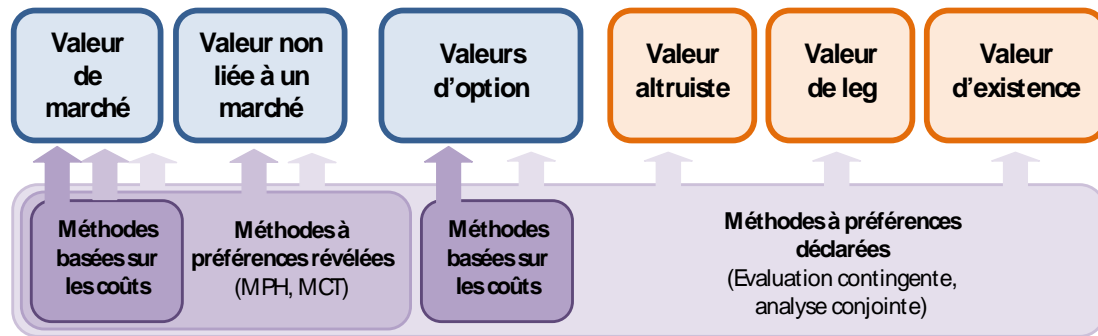 Valeur
de
marché
Valeur non
liée à un
marché
Valeurs
d'option
Valeur
altruiste
Valeur
de leg
Valeur
d'existence
Méthodes
basées sur
les coûts
Méthodes à
préférences révélées
(MPH, MCT)
Méthodes
basées sur
les coûts
Méthodes à préférences
déclarées
(Evaluation contingente,
analyse conjointe)